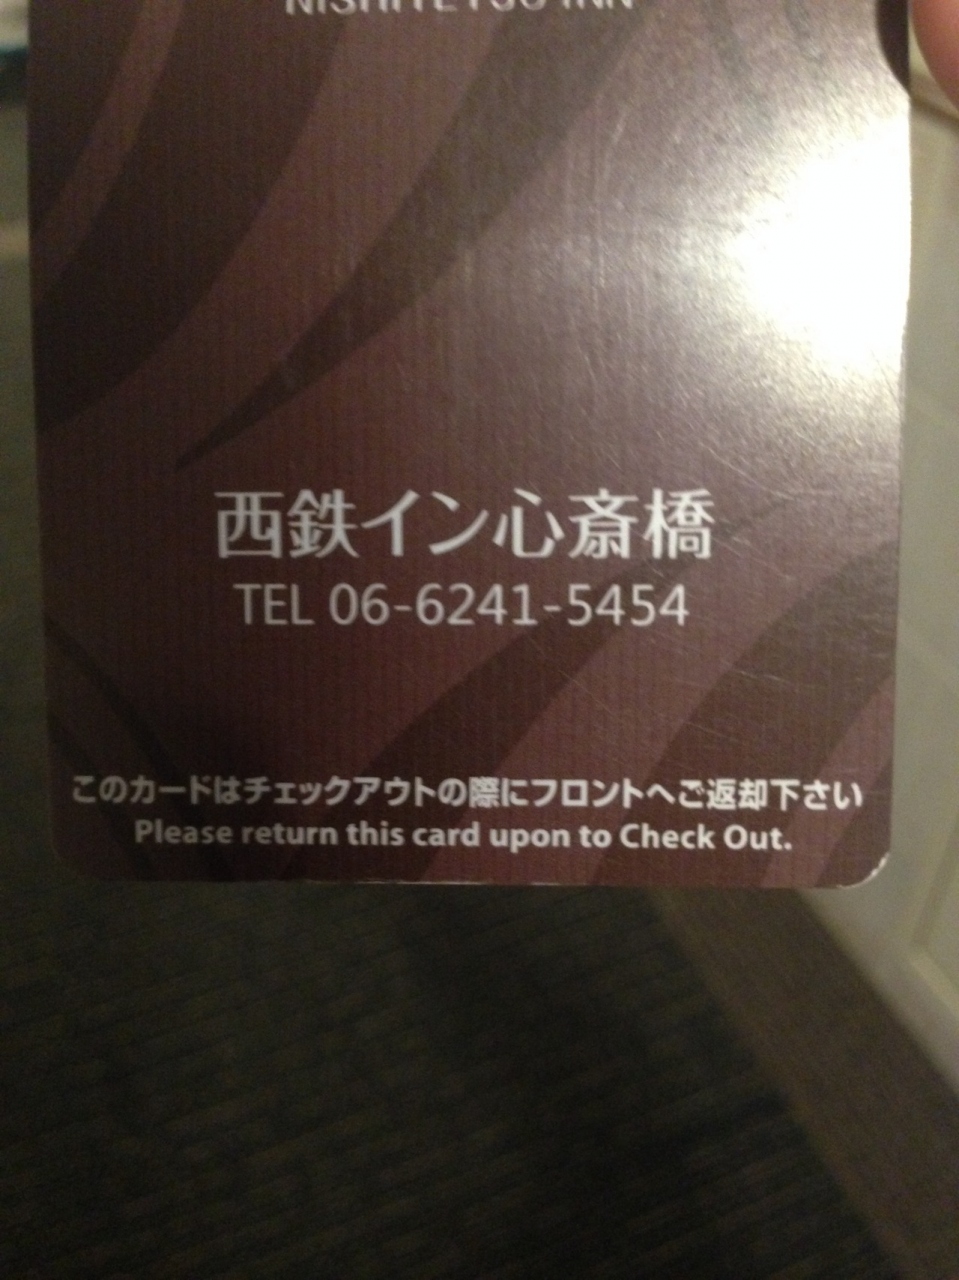 NISHITETSU INN
西鉄イン心斎橋
TEL 06-6241-5454
このカードはチェックアウトの際にフロントへご返却下さい
Please return this card upon to Check Out.